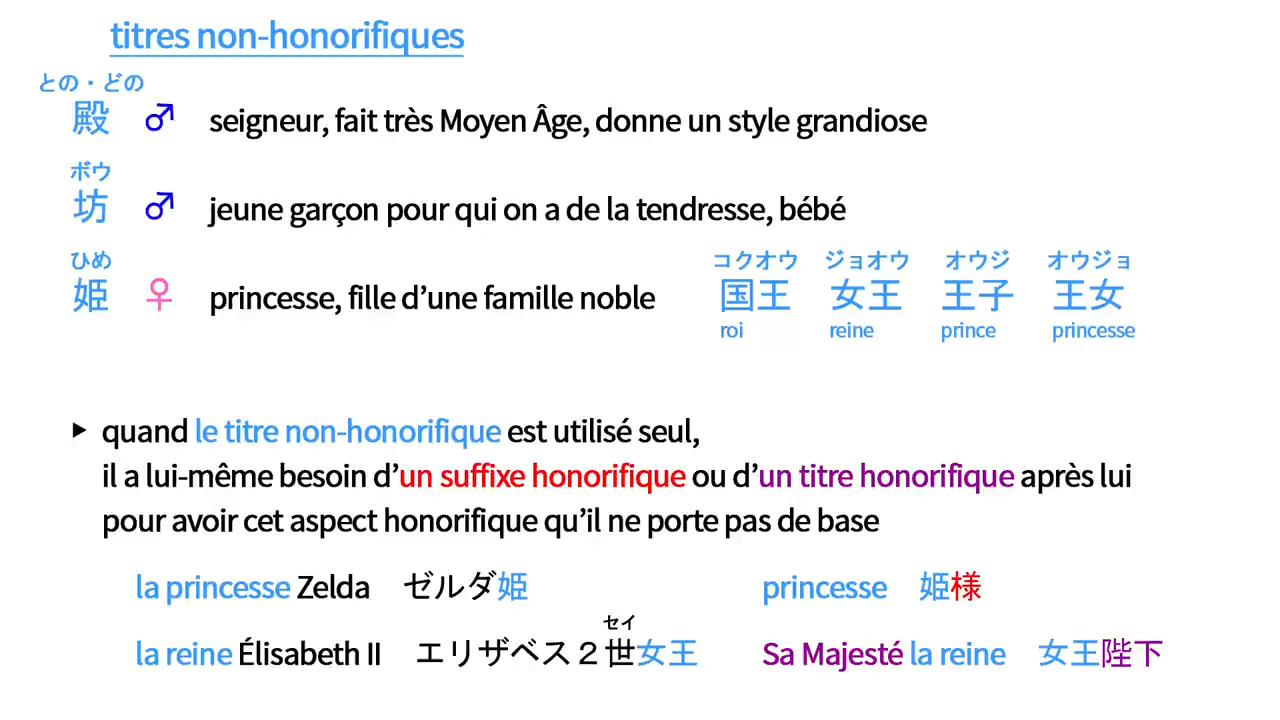 titres non-honorifiques
との・どの
殿 ♂ seigneur, fait très Moyen Âge, donne un style grandiose
ボウ
坊 ♂ jeune garçon pour qui on a de la tendresse, bébé
ひめ
姫 ♀ princesse, fille d’une famille noble
コクオウ ジョオウ オウジ オウジョ
国王 女王 王子 王女
roi reine prince princesse
▶ quand le titre non-honorifique est utilisé seul,
il a lui-même besoin d’un suffixe honorifique ou d’un titre honorifique après lui
pour avoir cet aspect honorifique qu’il ne porte pas de base
la princesse Zelda ゼルダ姫 princesse 姫様
セイ
la reine Élisabeth II エリザベス２世女王 Sa Majesté la reine 女王陛下